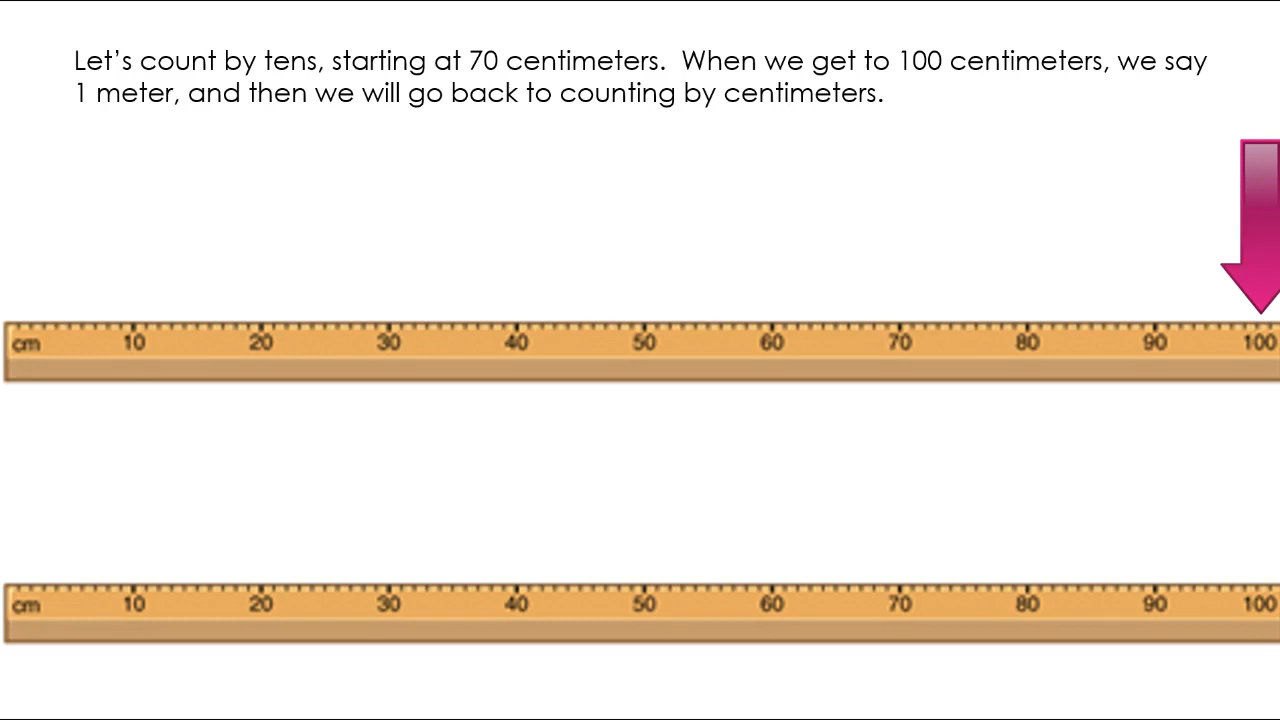 Let’s count by tens, starting at 70 centimeters.  When we get to 100 centimeters, we say
1 meter, and then we will go back to counting by centimeters.
cm 10 20 30 40 50 60 70 80 90 100
cm 10 20 30 40 50 60 70 80 90 100